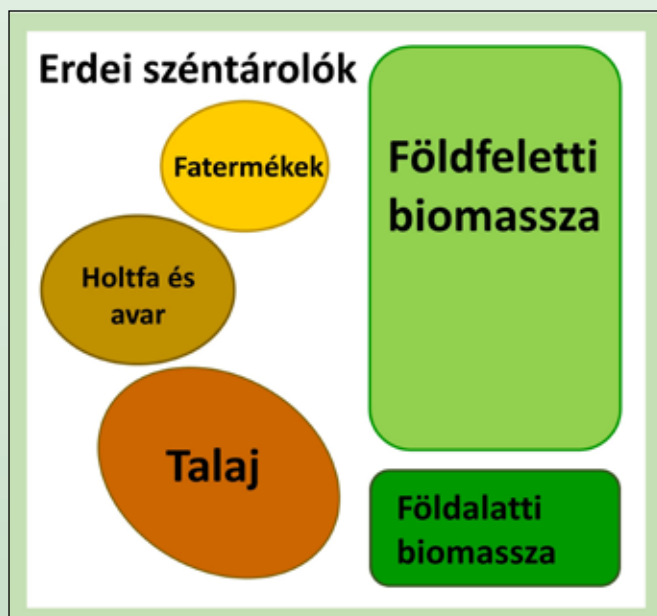 Erdei széntárolók
Fatermékek
Holtfa és
avar
Talaj
Földfeletti
biomassza
Földalatti
biomassza